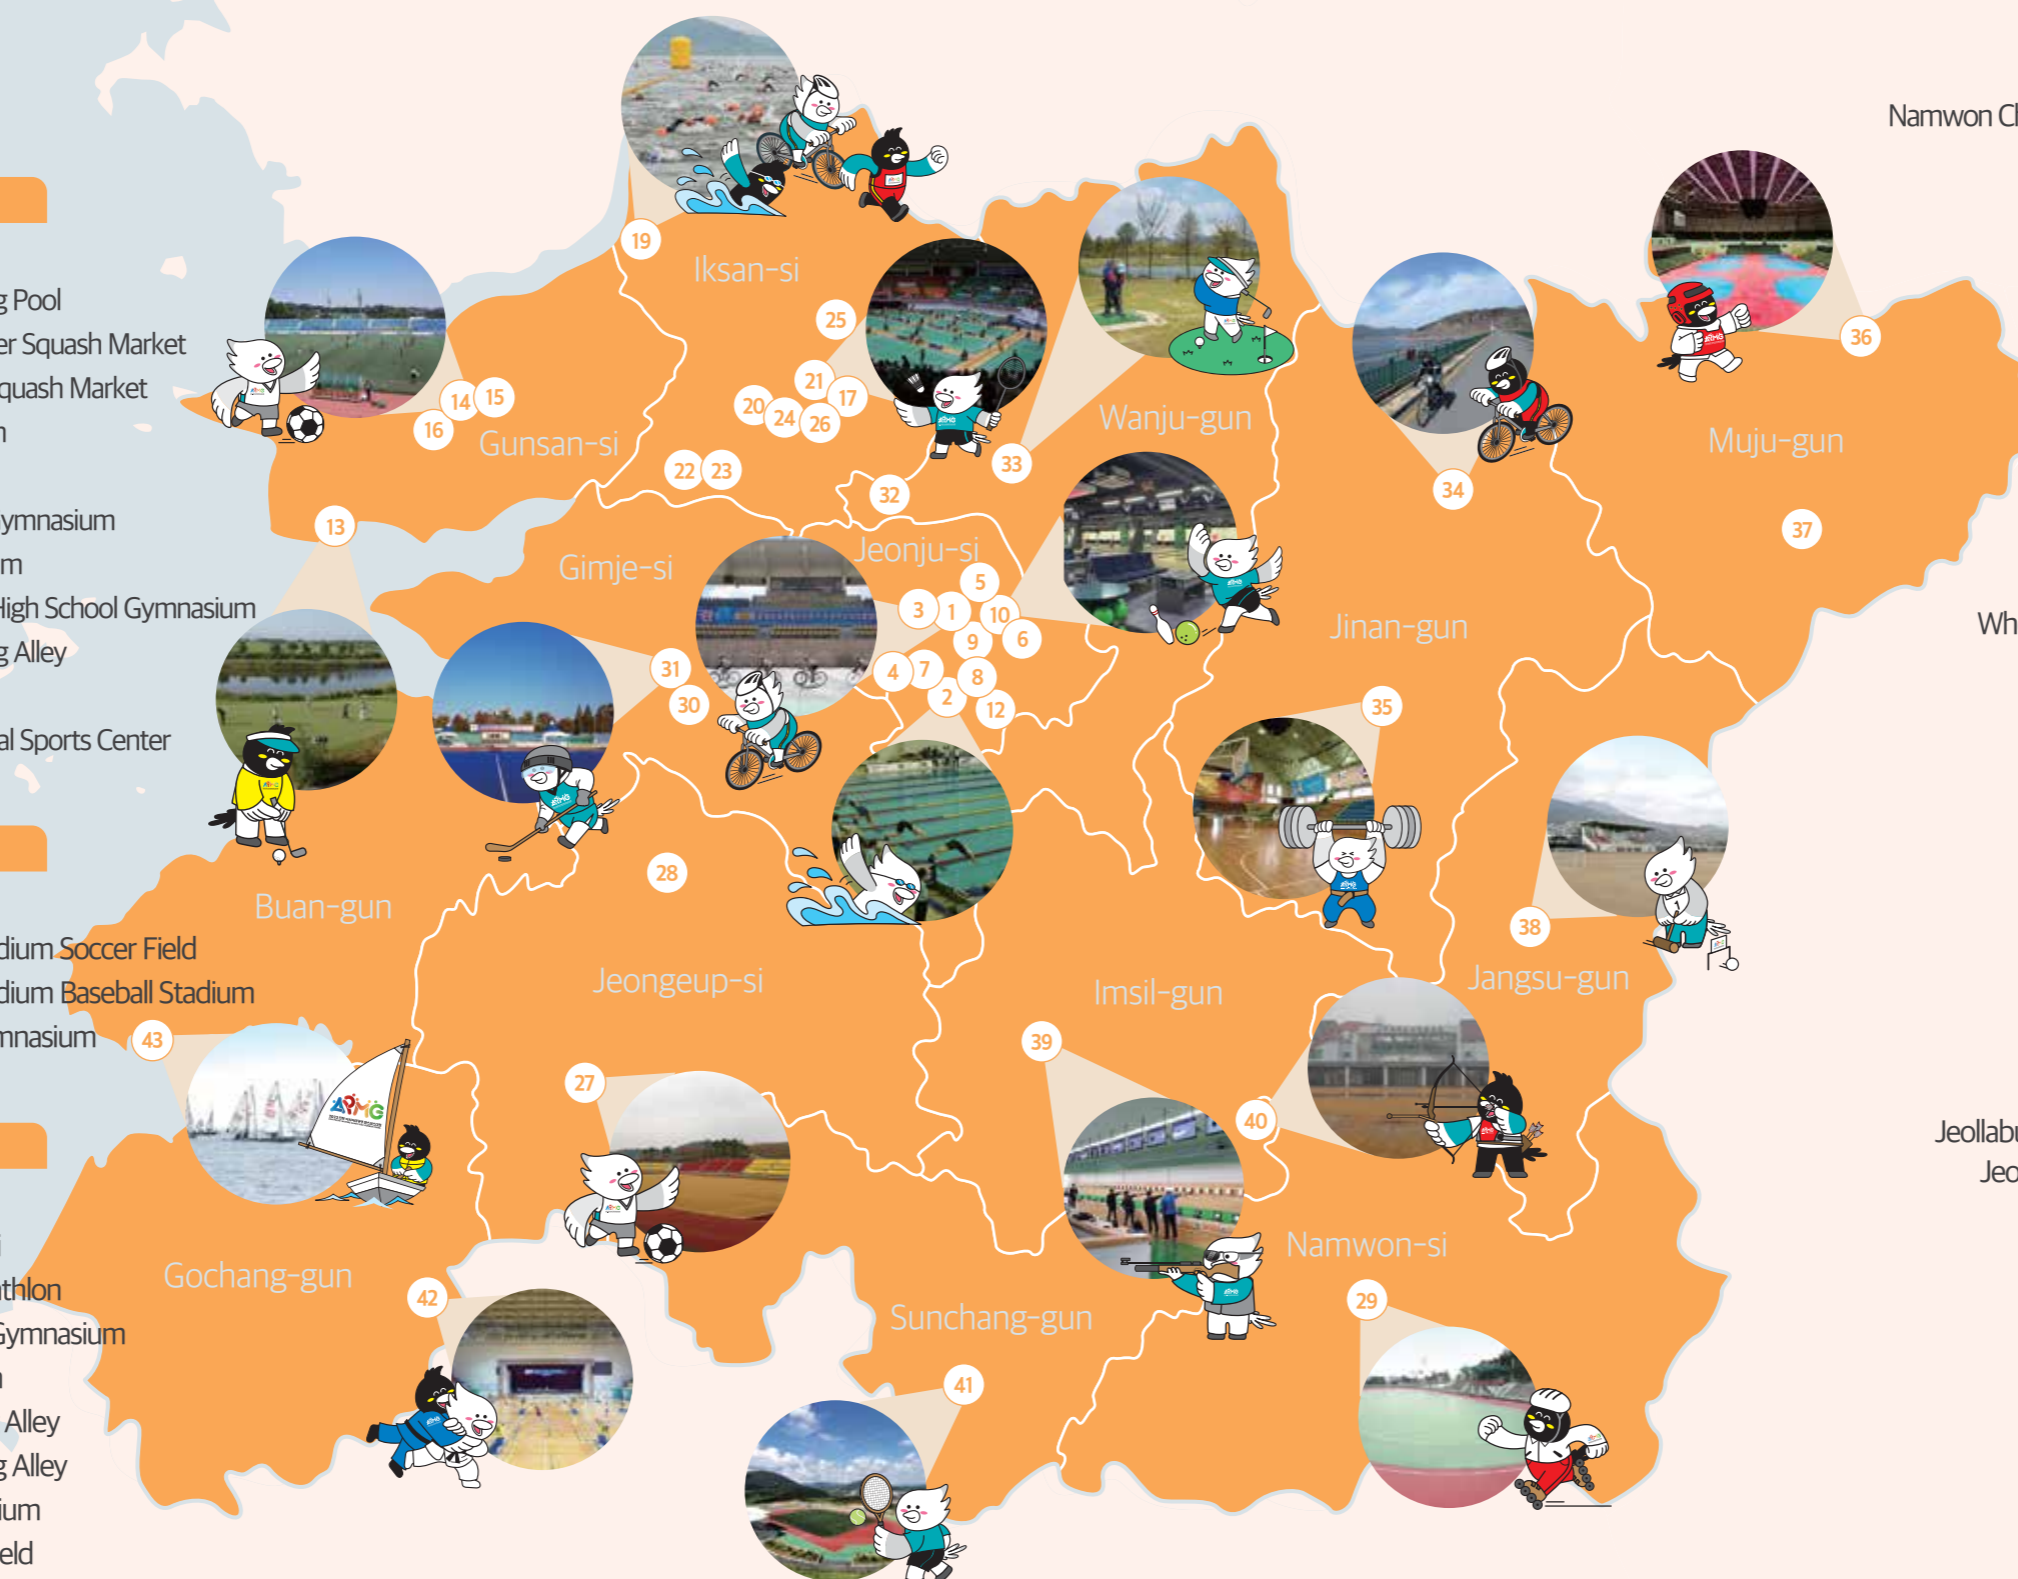 Namwon Ch
g Pool
er Squash Market
quash Market
m
ymnasium
m
High School Gymnasium
g Alley
al Sports Center
dium Soccer Field
dium Baseball Stadium
mnasium
i
athlon
Gymnasium
n
Alley
g Alley
ium
eld
Wh
Jeollabu
Jeo
19
Iksan-si
25
21
17
20
24
26
22
23
14
15
16
Gunsan-si
13
33
32
Wanju-gun
34
36
Muju-gun
37
Gimje-si
Jeonju-si
5
3
1
10
9
6
4
7
8
2
12
31
30
Jinan-gun
35
28
Buan-gun
Jeongeup-si
Imsil-gun
38
Jangsu-gun
43
39
40
27
APMG
Gochang-gun
42
Sunchang-gun
41
Namwon-si
29